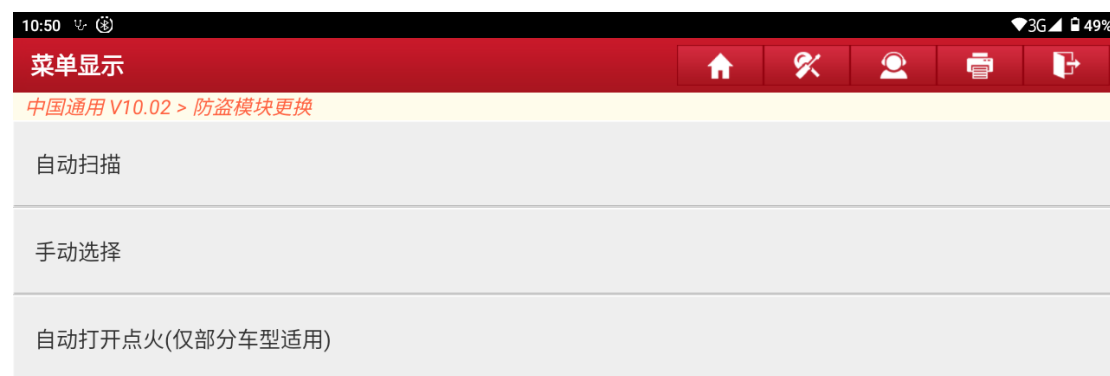 10:50 3G 49%
菜单显示
中国通用 V10.02 > 防盗模块更换
自动扫描
手动选择
自动打开点火(仅部分车型适用)